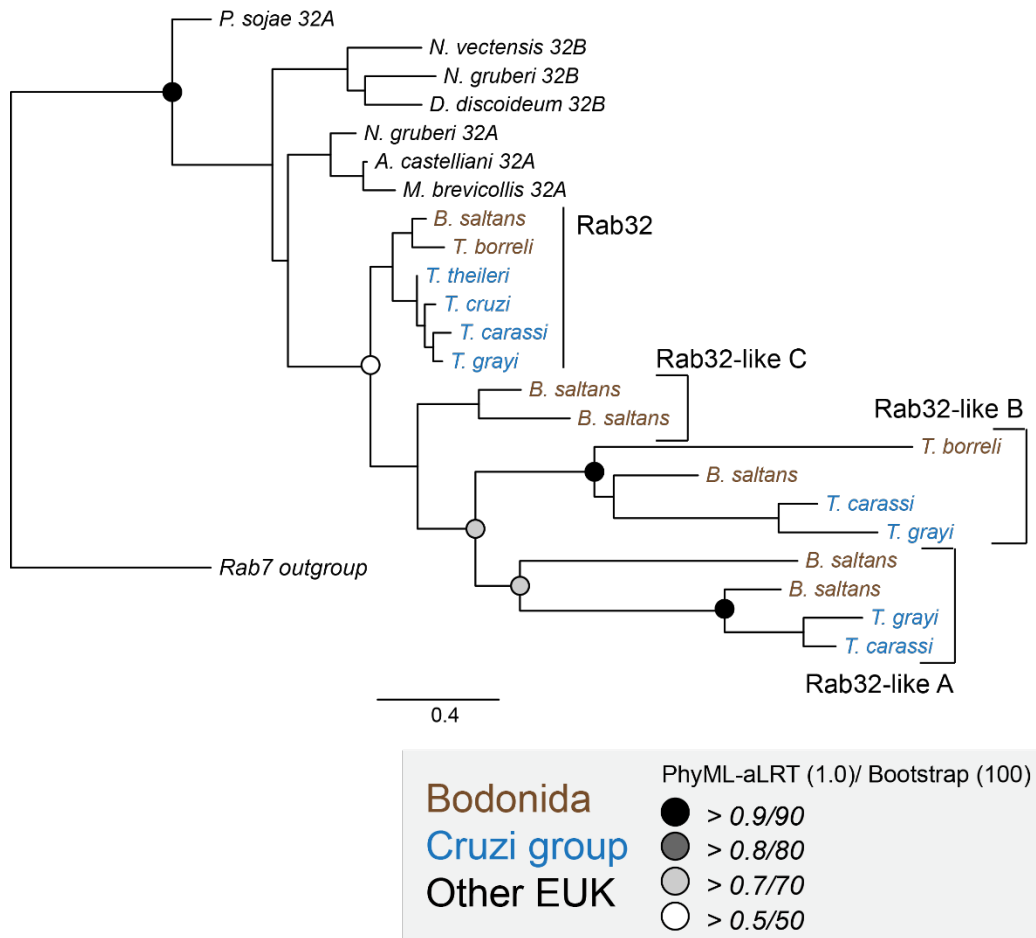 P. sojae 32A
N. vectensis 32B
N. gruberi 32B
D. discoideum 32B
N. gruberi 32A
A. castelliani 32A
M. brevicollis 32A
B. saltans
Rab32
T. borreli
T. theileri
T. cruzi
T. carassi
T. grayi
Rab32-like C
B. saltans
B. saltans
Rab32-like B
T. borreli
B. saltans
T. carassi
T. grayi
B. saltans
Rab7 outgroup
B. saltans
T. grayi
T. carassi
Rab32-like A
0.4
PhyML-aLRT (1.0)/ Bootstrap (100)
Bodonida
Cruzi group
Other EUK
> 0.9/90
> 0.8/80
> 0.7/70
> 0.5/50